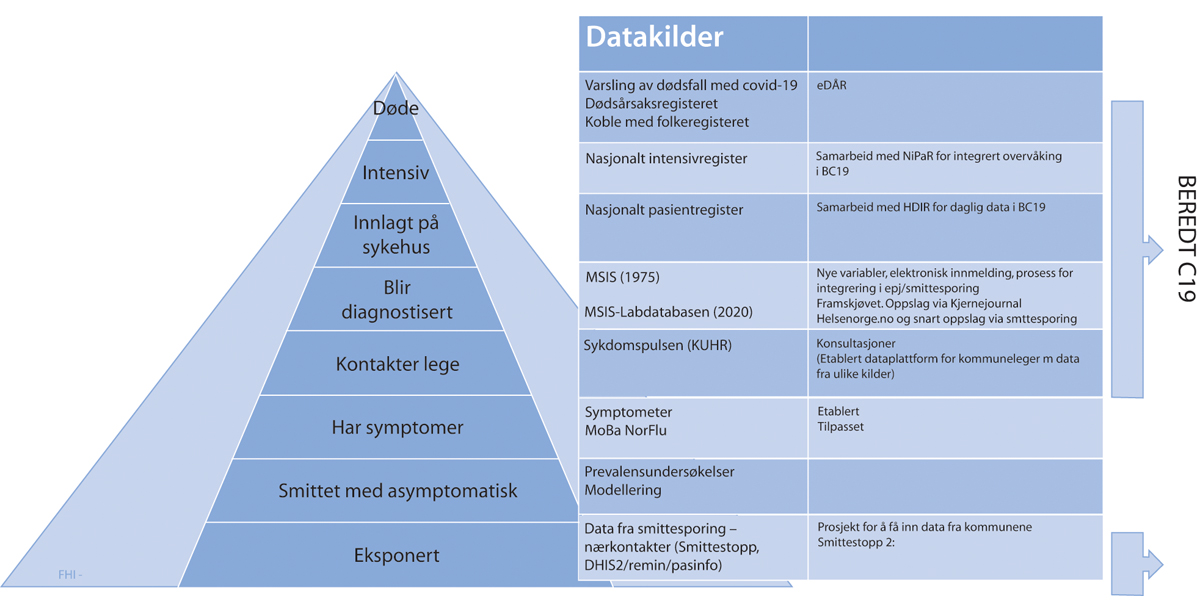 Datakilder
Døde
Varsling av dødsfall med covid-19
Dødsårsaksregisteret
Koble med folkeregisteret
eDÅR
Intensiv
Nasjonalt intensivregister
Samarbeid med NiPaR for integrert overvåking
i BC19
Innlagt på
sykehus
Nasjonalt pasientregister
Samarbeid med HDIR for daglig data i BC19
Blir
diagnostisert
MSIS (1975)
MSIS-Labdatabasen (2020)
Nye variabler, elektronisk innmelding, prosess for
integrering i epj/smittesporing
Framskjøvet. Oppslag via Kjernejournal
Helsenorge.no og snart oppslag via smttesporing
Kontakter lege
Sykdomspulsen (KUHR)
Konsultasjoner
(Etablert dataplattform for kommuneleger m data
fra ulike kilder)
Har symptomer
Symptometer
MoBa NorFlu
Etablert
Tilpasset
Smittet med asymptomatisk
Prevalensundersøkelser
Modellering
Eksponert
Data fra smittesporing –
nærkontakter (Smittestopp,
DHIS2/remin/pasinfo)
Prosjekt for å få inn data fra kommunene
Smittestopp 2:
BEREDT C19
FHI -